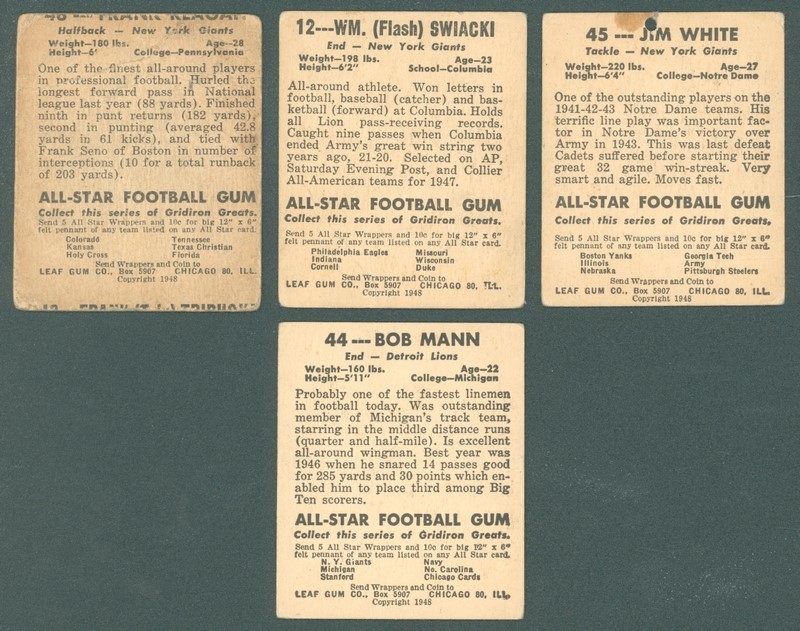 48 FRANK REAGAN
Halfback — New York Giants
Weight—180 lbs. Age—28
Height—6' College—Pennsylvania
One of the finest all-around players
in professional football. Hurled the
longest forward pass in National
league last year (88 yards). Finished
ninth in punt returns (182 yards),
second in punting (averaged 42.8
yards in 61 kicks), and tied with
Frank Seno of Boston in number of
interceptions (10 for a total runback
of 203 yards).
ALL-STAR FOOTBALL GUM
Collect this series of Gridiron Greats.
Send 5 All Star Wrappers and 10c for big 12" x 6"
felt pennant of any team listed on any All Star card.
Colorado Tennessee
Kansas Texas Christian
Holy Cross Florida
Send Wrappers and Coin to
LEAF GUM CO., Box 5907 CHICAGO 80, ILL.
Copyright 1948
12---WM. (Flash) SWIACKI
End — New York Giants
Weight—198 lbs. Age—23
Height—6'2" School—Columbia
All-around athlete. Won letters in
football, baseball (catcher) and bas-
ketball (forward) at Columbia. Holds
all Lion pass-receiving records.
Caught nine passes when Columbia
ended Army's great win string two
years ago, 21-20. Selected on AP,
Saturday Evening Post, and Collier
All-American teams for 1947.
ALL-STAR FOOTBALL GUM
Collect this series of Gridiron Greats.
Send 5 All Star Wrappers and 10c for big 12" x 6"
felt pennant of any team listed on any All Star card.
Philadelphia Eagles Missouri
Indiana Wisconsin
Cornell Duke
Send Wrappers and Coin to
LEAF GUM CO., Box 5907 CHICAGO 80, ILL.
Copyright 1948
45 --- JIM WHITE
Tackle — New York Giants
Weight—220 lbs. Age—27
Height—6'4" College—Notre Dame
One of the outstanding players on the
1941-42-43 Notre Dame teams. His
terrific line play was important fac-
tor in Notre Dame's victory over
Army in 1943. This was last defeat
Cadets suffered before starting their
great 32 game win-streak. Very
smart and agile. Moves fast.
ALL-STAR FOOTBALL GUM
Collect this series of Gridiron Greats.
Send 5 All Star Wrappers and 10c for big 12" x 6"
felt pennant of any team listed on any All Star card.
Boston Yanks Georgia Tech
Illinois Army
Nebraska Pittsburgh Steelers
Send Wrappers and Coin to
LEAF GUM CO., Box 5907 CHICAGO 80, ILL.
Copyright 1948
44---BOB MANN
End — Detroit Lions
Weight—160 lbs. Age—22
Height—5'11" College—Michigan
Probably one of the fastest linemen
in football today. Was outstanding
member of Michigan's track team,
starring in the middle distance runs
(quarter and half-mile). Is excellent
all-around wingman. Best year was
1946 when he snared 14 passes good
for 285 yards and 30 points which en-
abled him to place third among Big
Ten scorers.
ALL-STAR FOOTBALL GUM
Collect this series of Gridiron Greats.
Send 5 All Star Wrappers and 10c for big 12" x 6"
felt pennant of any team listed on any All Star card.
N. Y. Giants Navy
Michigan No. Carolina
Stanford Chicago Cards
Send Wrappers and Coin to
LEAF GUM CO., Box 5907 CHICAGO 80, ILL.
Copyright 1948